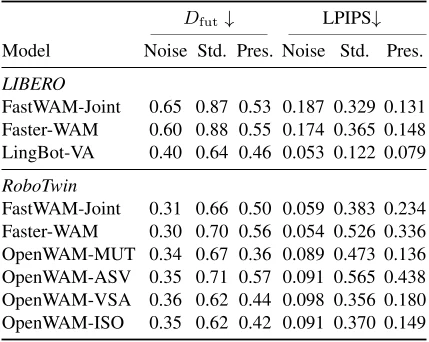 D_fut ↓ LPIPS↓
Model Noise Std. Pres. Noise Std. Pres.
LIBERO
FastWAM-Joint 0.65 0.87 0.53 0.187 0.329 0.131
Faster-WAM 0.60 0.88 0.55 0.174 0.365 0.148
LingBot-VA 0.40 0.64 0.46 0.053 0.122 0.079
RoboTwin
FastWAM-Joint 0.31 0.66 0.50 0.059 0.383 0.234
Faster-WAM 0.30 0.70 0.56 0.054 0.526 0.336
OpenWAM-MUT 0.34 0.67 0.36 0.089 0.473 0.136
OpenWAM-ASV 0.35 0.71 0.57 0.091 0.565 0.438
OpenWAM-VSA 0.36 0.62 0.44 0.098 0.356 0.180
OpenWAM-ISO 0.35 0.62 0.42 0.091 0.370 0.149